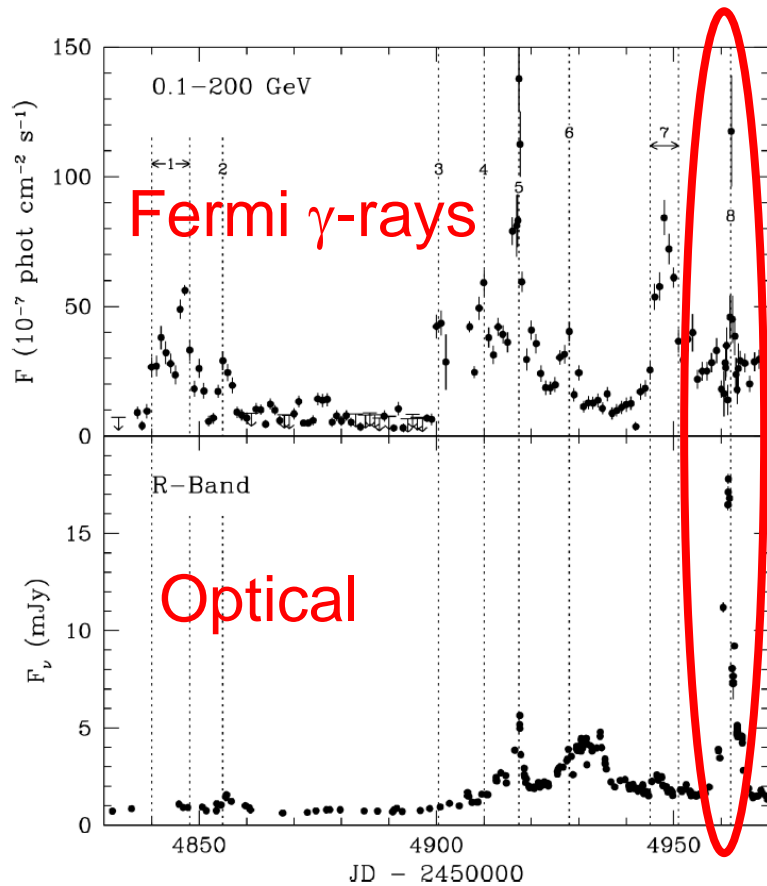 150
0.1-200 GeV
6
7
1
2
3
4
100
5
8
Fermi γ-rays
F (10⁻⁷ phot cm⁻² s⁻¹)
50
0
R-Band
15
Optical
10
F_ν (mJy)
5
0
4850
4900
4950
JD - 2450000